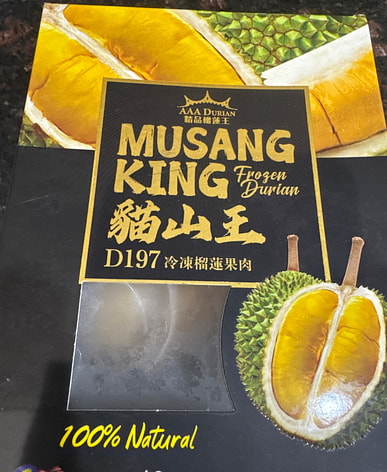 AAA DURIAN
精品榴蓮王
MUSANG
KING Frozen
Durian
貓山王
D197 冷凍榴蓮果肉
100% Natural